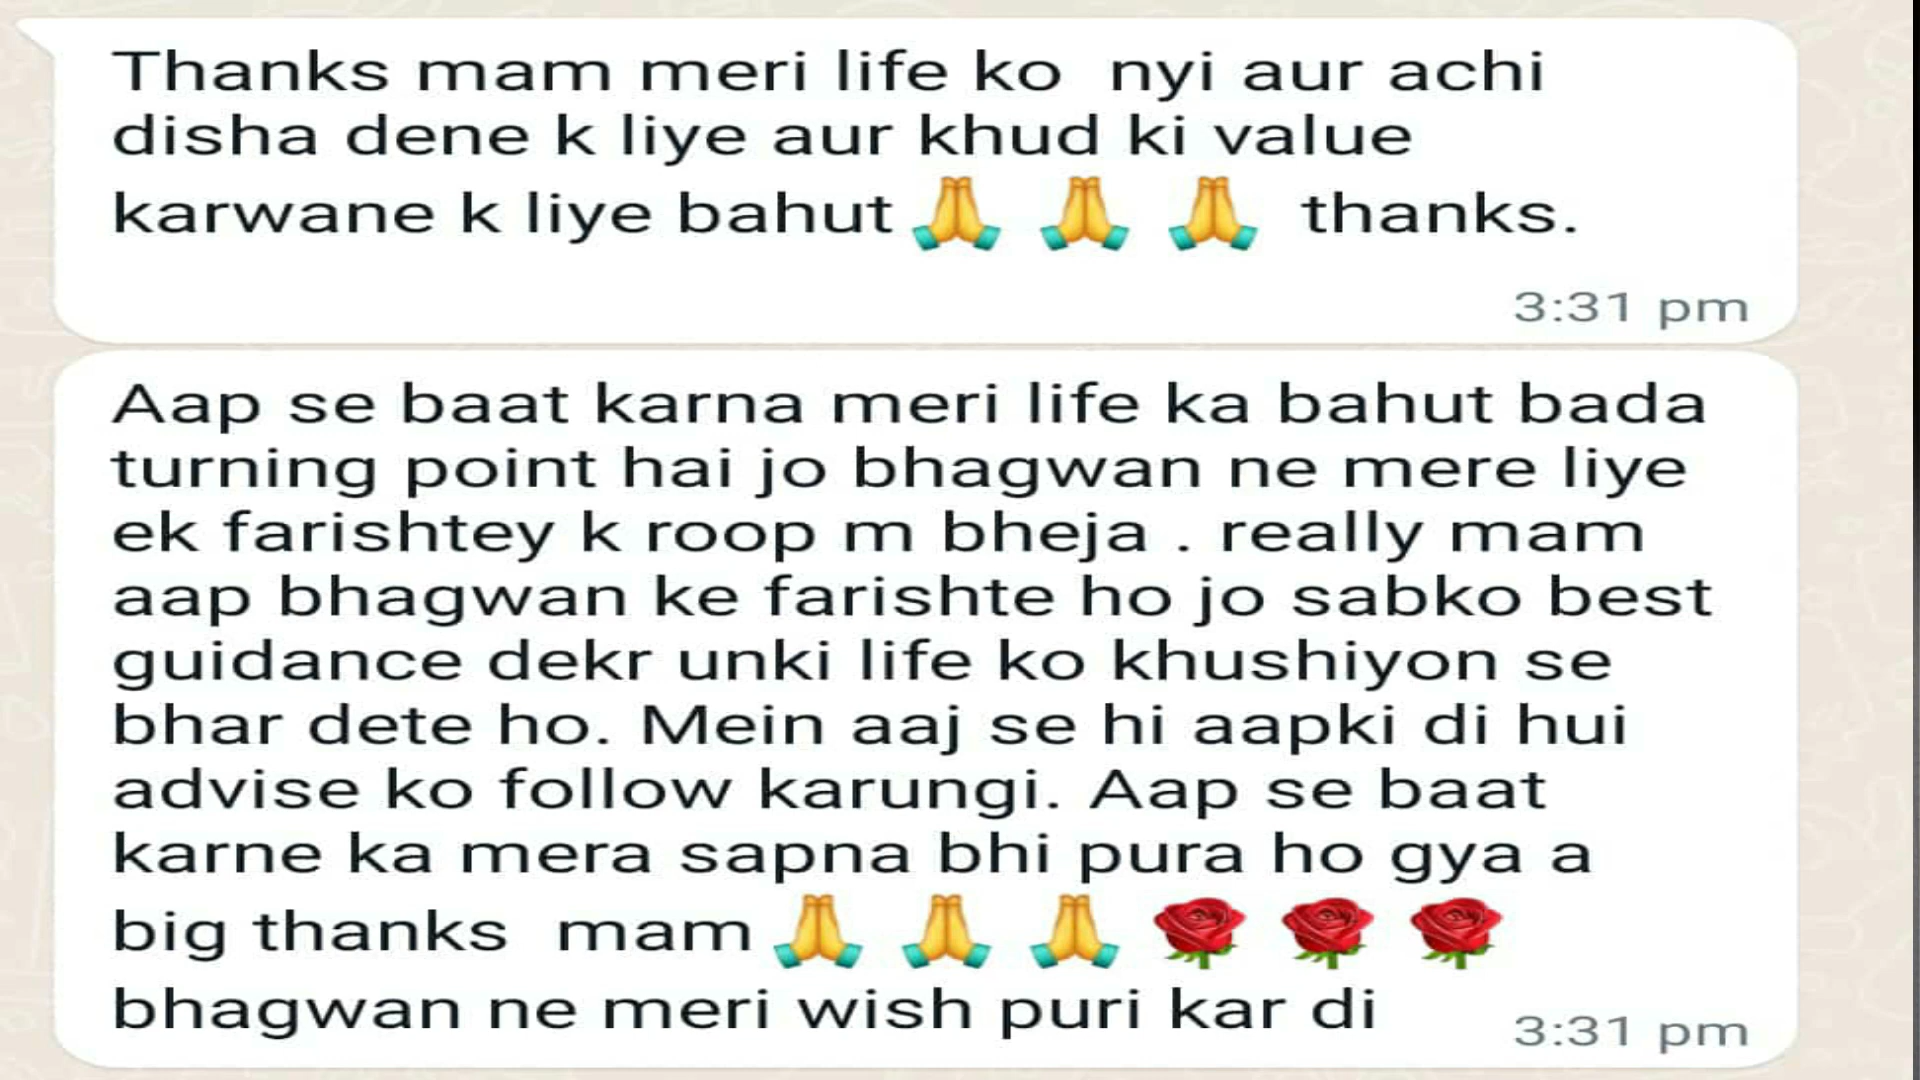 Thanks mam meri life ko nyi aur achi
disha dene k liye aur khud ki value
karwane k liye bahut 🙏 🙏 🙏 thanks.
3:31 pm
Aap se baat karna meri life ka bahut bada
turning point hai jo bhagwan ne mere liye
ek farishtey k roop m bheja . really mam
aap bhagwan ke farishte ho jo sabko best
guidance dekr unki life ko khushiyon se
bhar dete ho. Mein aaj se hi aapki di hui
advise ko follow karungi. Aap se baat
karne ka mera sapna bhi pura ho gya a
big thanks mam 🙏 🙏 🙏 🌹 🌹 🌹
bhagwan ne meri wish puri kar di
3:31 pm